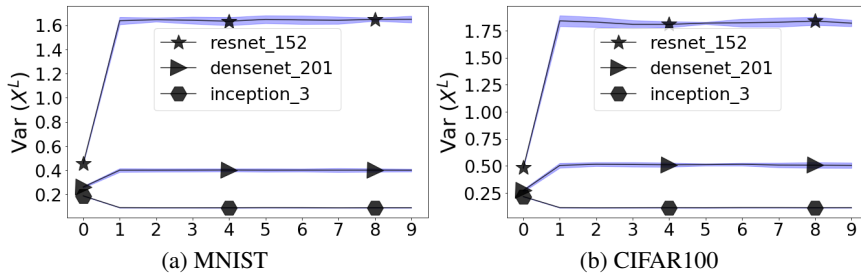 1.6
1.4
1.2
1.0
0.8
0.6
0.4
0.2
Var (X^L)
resnet_152
densenet_201
inception_3
0 1 2 3 4 5 6 7 8 9
(a) MNIST
1.75
1.50
1.25
1.00
0.75
0.50
0.25
Var (X^L)
resnet_152
densenet_201
inception_3
0 1 2 3 4 5 6 7 8 9
(b) CIFAR100